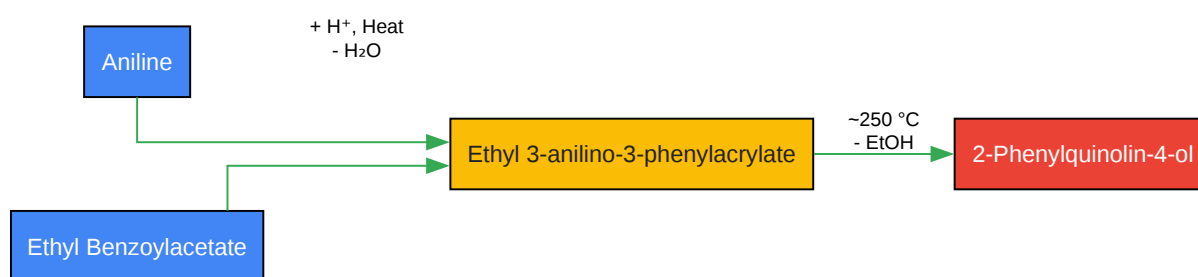 + H⁺, Heat
- H₂O
Aniline
~250 °C
- EtOH
Ethyl 3-anilino-3-phenylacrylate
2-Phenylquinolin-4-ol
Ethyl Benzoylacetate